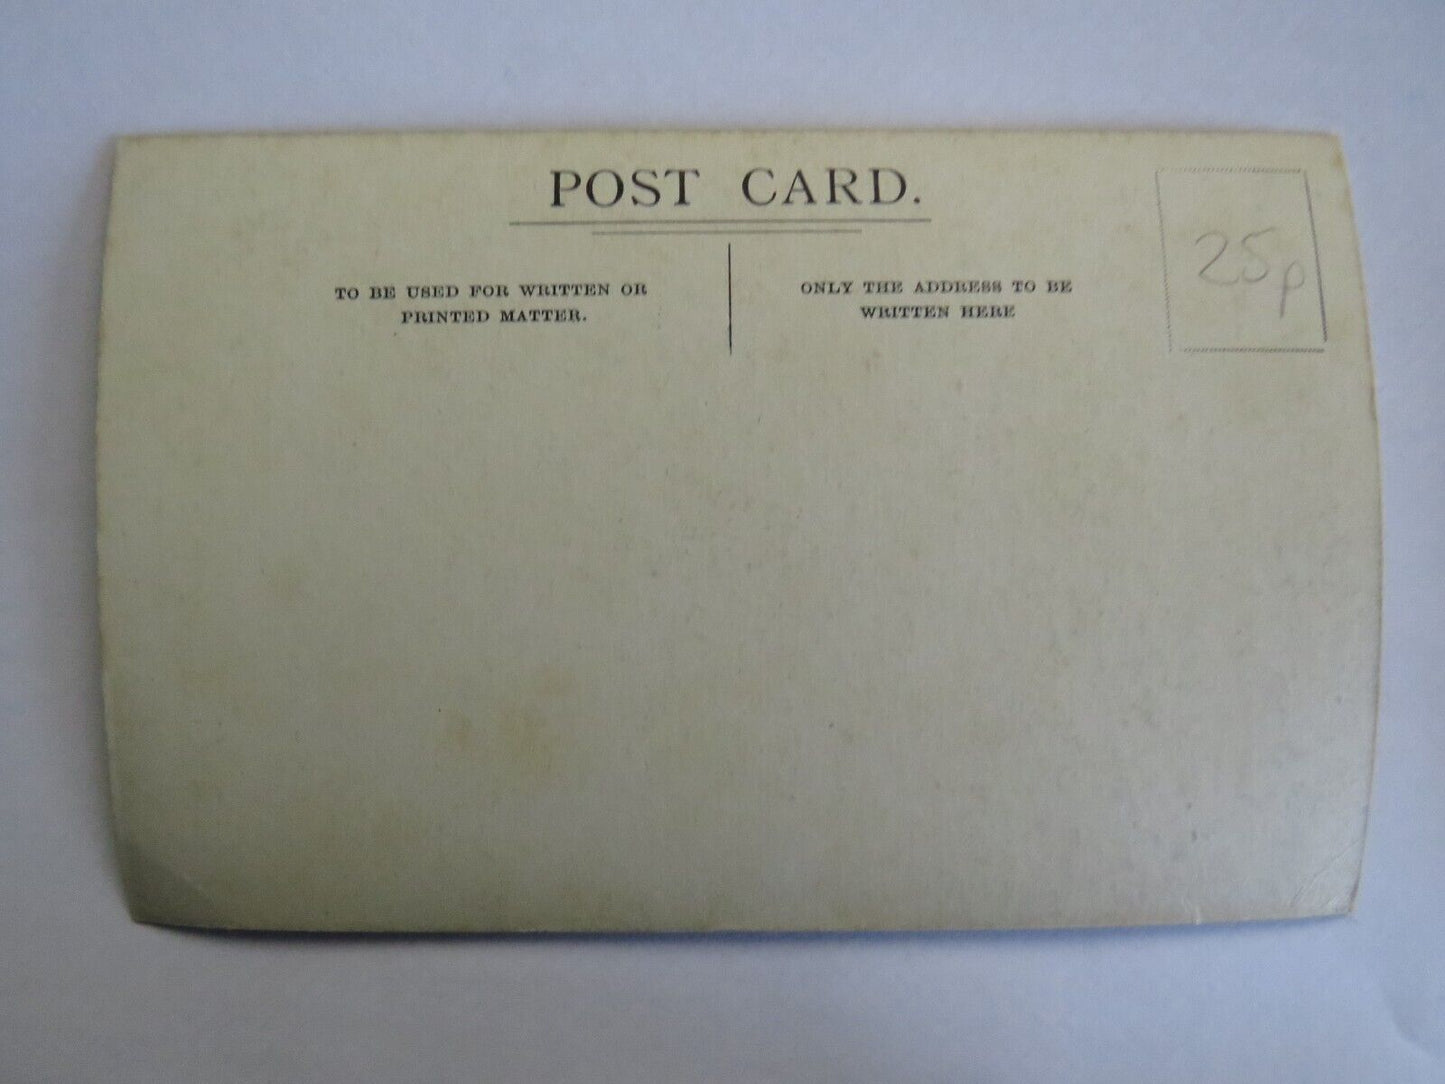 POST CARD.
TO BE USED FOR WRITTEN OR
PRINTED MATTER.
ONLY THE ADDRESS TO BE
WRITTEN HERE
25p